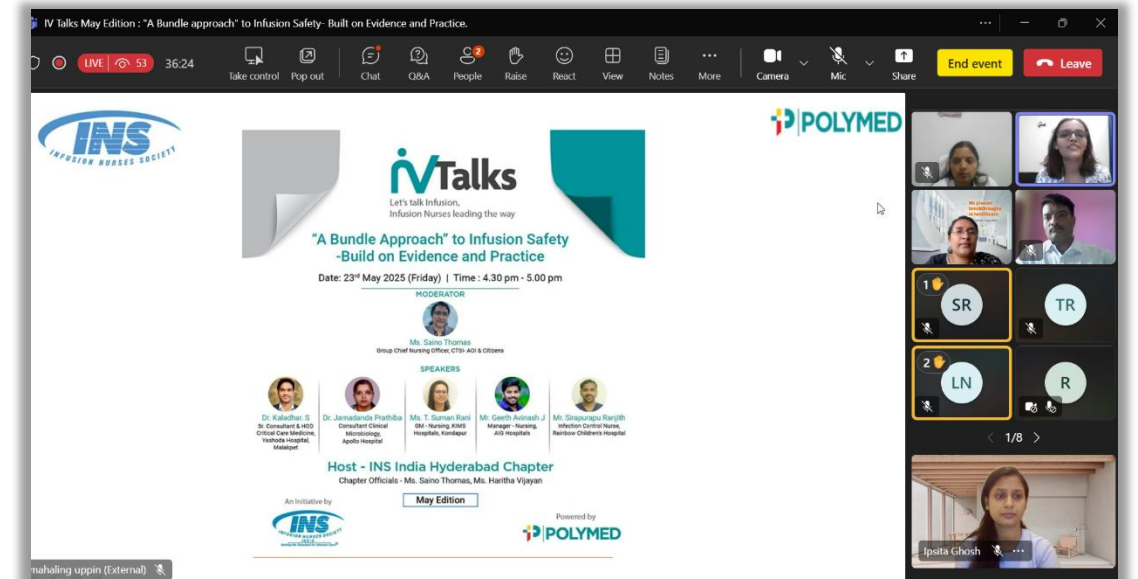 IV Talks May Edition : "A Bundle approach" to Infusion Safety- Built on Evidence and Practice.
LIVE 53 36:24 Take control Pop out Chat Q&A 2 People Raise React View Notes More Camera Mic Share End event Leave
INS
INFUSION NURSES SOCIETY
POLYMED
ivTalks
Let's talk Infusion,
Infusion Nurses leading the way
"A Bundle Approach" to Infusion Safety
-Build on Evidence and Practice
Date: 23rd May 2025 (Friday) | Time : 4.30 pm - 5.00 pm
MODERATOR
Ms. Saino Thomas
Group Chief Nursing Officer, CTSI- AOI & Citizens
SPEAKERS
Dr. Kaladhar. S
Sr. Consultant & HOD
Critical Care Medicine,
Yashoda Hospital,
Malakpet
Dr. Jamadanda Prathiba
Consultant Clinical
Microbiology,
Apollo Hospital
Ms. T. Suman Rani
GM - Nursing, KIMS
Hospitals, Kondapur
Mr. Geeth Avinash J
Manager - Nursing,
AIG Hospitals
Mr. Sirapurapu Ranjith
Infection Control Nurse,
Rainbow Children's Hospital
Host - INS India Hyderabad Chapter
Chapter Officials - Ms. Saino Thomas, Ms. Haritha Vijayan
May Edition
An Initiative by
INS
INFUSION NURSES SOCIETY
INDIA
Powered by
POLYMED
mahaling uppin (External)
1
SR
TR
2
LN
R
1/8
Ipsita Ghosh